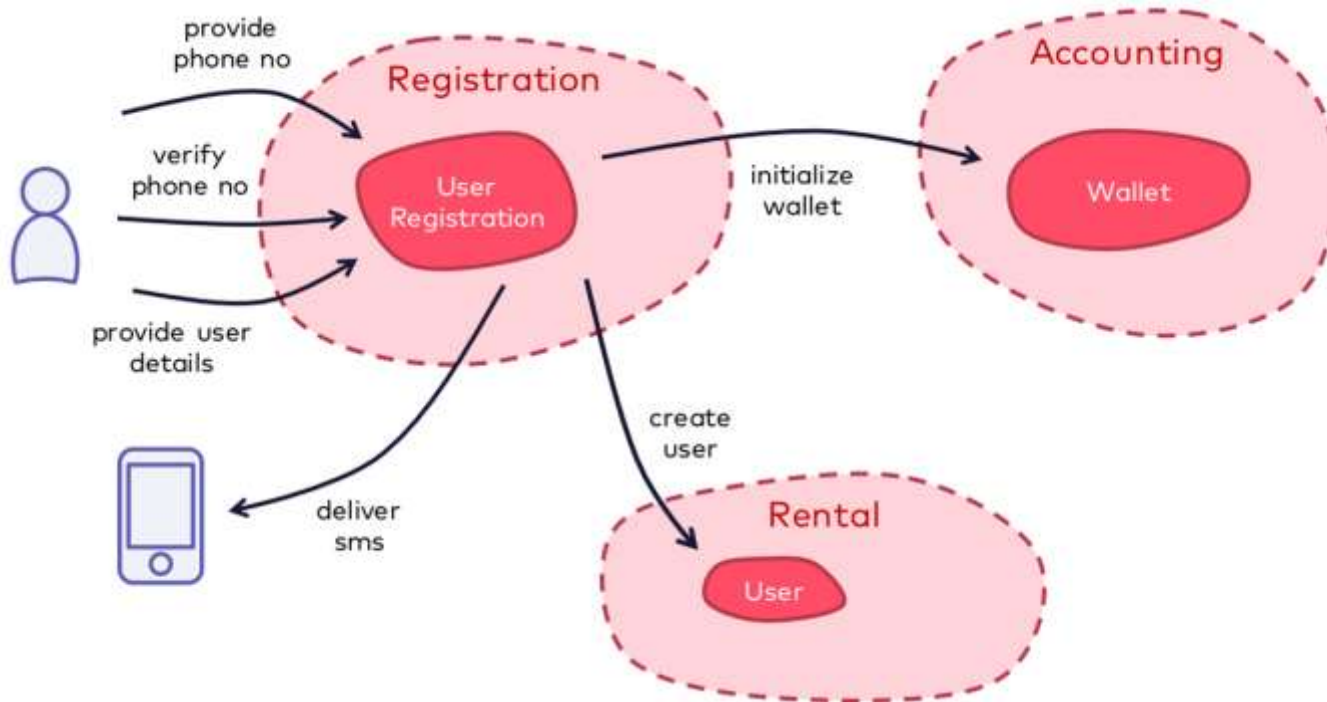 provide
phone no
Registration
Accounting
verify
phone no
User
Registration
initialize
wallet
Wallet
provide user
details
create
user
deliver
sms
Rental
User